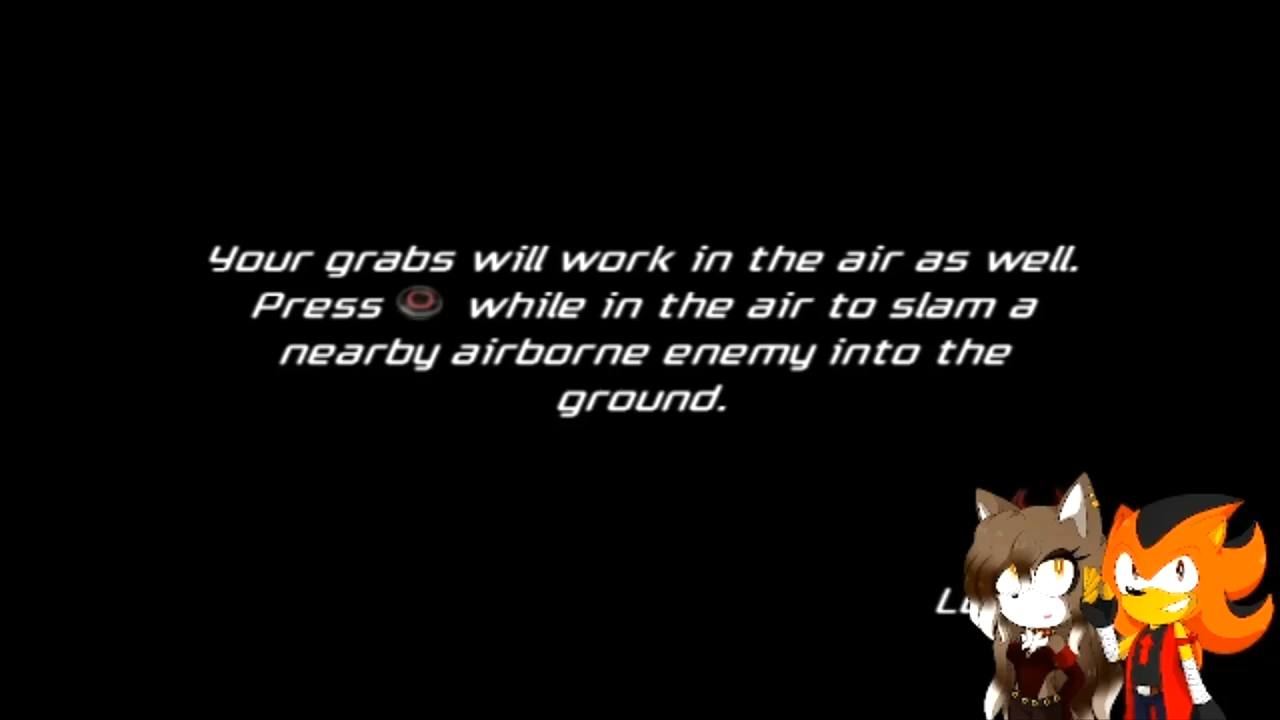 Your grabs will work in the air as well.
Press while in the air to slam a
nearby airborne enemy into the
ground.